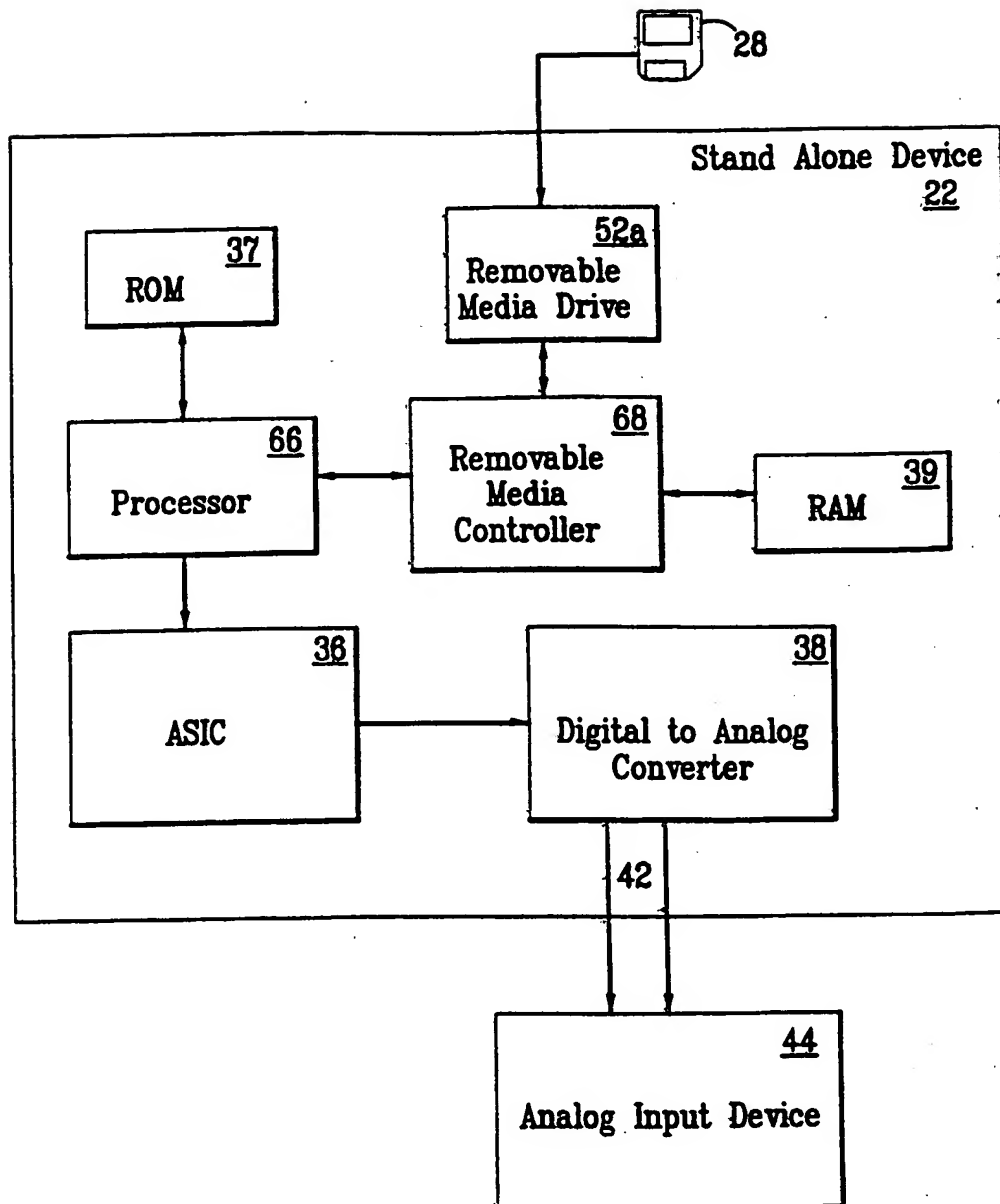 28
Stand Alone Device
22
37
ROM
52a
Removable
Media Drive
66
Processor
68
Removable
Media
Controller
39
RAM
36
ASIC
38
Digital to Analog
Converter
42
44
Analog Input Device